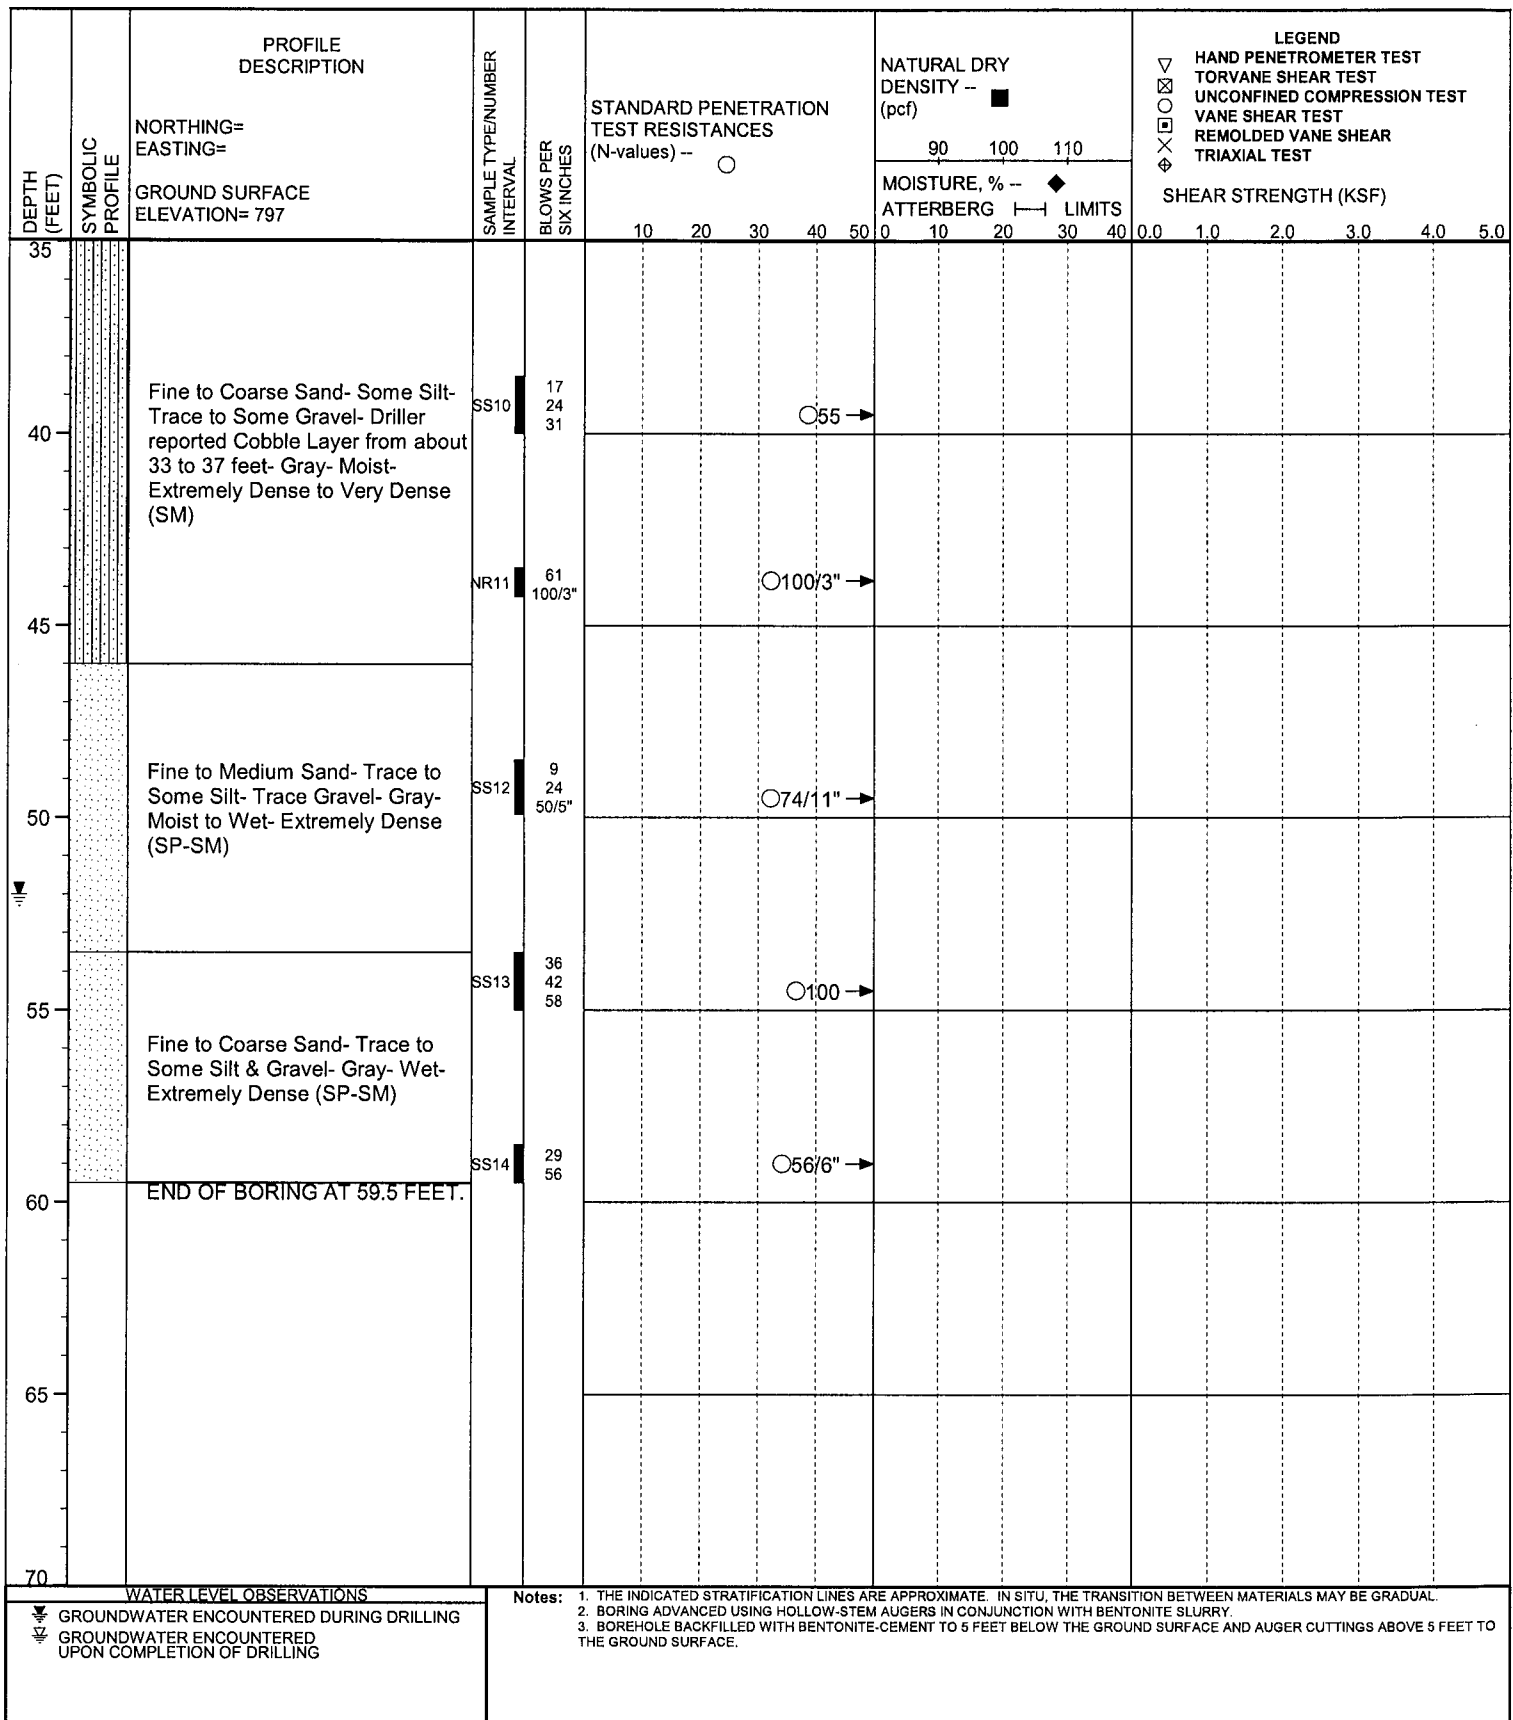 PROFILE
DESCRIPTION
NORTHING=
EASTING=
GROUND SURFACE
ELEVATION= 797
DEPTH
(FEET)
SYMBOLIC
PROFILE
SAMPLE TYPE/NUMBER
INTERVAL
BLOWS PER
SIX INCHES
STANDARD PENETRATION
TEST RESISTANCES
(N-values) --
10 20 30 40 50
NATURAL DRY
DENSITY --
(pcf)
90 100 110
MOISTURE, % --
ATTERBERG LIMITS
0 10 20 30 40
LEGEND
HAND PENETROMETER TEST
TORVANE SHEAR TEST
UNCONFINED COMPRESSION TEST
VANE SHEAR TEST
REMOLDED VANE SHEAR
TRIAXIAL TEST
SHEAR STRENGTH (KSF)
0.0 1.0 2.0 3.0 4.0 5.0
35
Fine to Coarse Sand- Some Silt-
Trace to Some Gravel- Driller
reported Cobble Layer from about
33 to 37 feet- Gray- Moist-
Extremely Dense to Very Dense
(SM)
SS10
17
24
31
55
40
NR11
61
100/3"
100/3"
45
Fine to Medium Sand- Trace to
Some Silt- Trace Gravel- Gray-
Moist to Wet- Extremely Dense
(SP-SM)
SS12
9
24
50/5"
74/11"
50
SS13
36
42
58
100
55
Fine to Coarse Sand- Trace to
Some Silt & Gravel- Gray- Wet-
Extremely Dense (SP-SM)
SS14
29
56
56/6"
END OF BORING AT 59.5 FEET.
60
65
70
WATER LEVEL OBSERVATIONS
GROUNDWATER ENCOUNTERED DURING DRILLING
GROUNDWATER ENCOUNTERED
UPON COMPLETION OF DRILLING
Notes: 1. THE INDICATED STRATIFICATION LINES ARE APPROXIMATE. IN SITU, THE TRANSITION BETWEEN MATERIALS MAY BE GRADUAL.
2. BORING ADVANCED USING HOLLOW-STEM AUGERS IN CONJUNCTION WITH BENTONITE SLURRY.
3. BOREHOLE BACKFILLED WITH BENTONITE-CEMENT TO 5 FEET BELOW THE GROUND SURFACE AND AUGER CUTTINGS ABOVE 5 FEET TO
THE GROUND SURFACE.